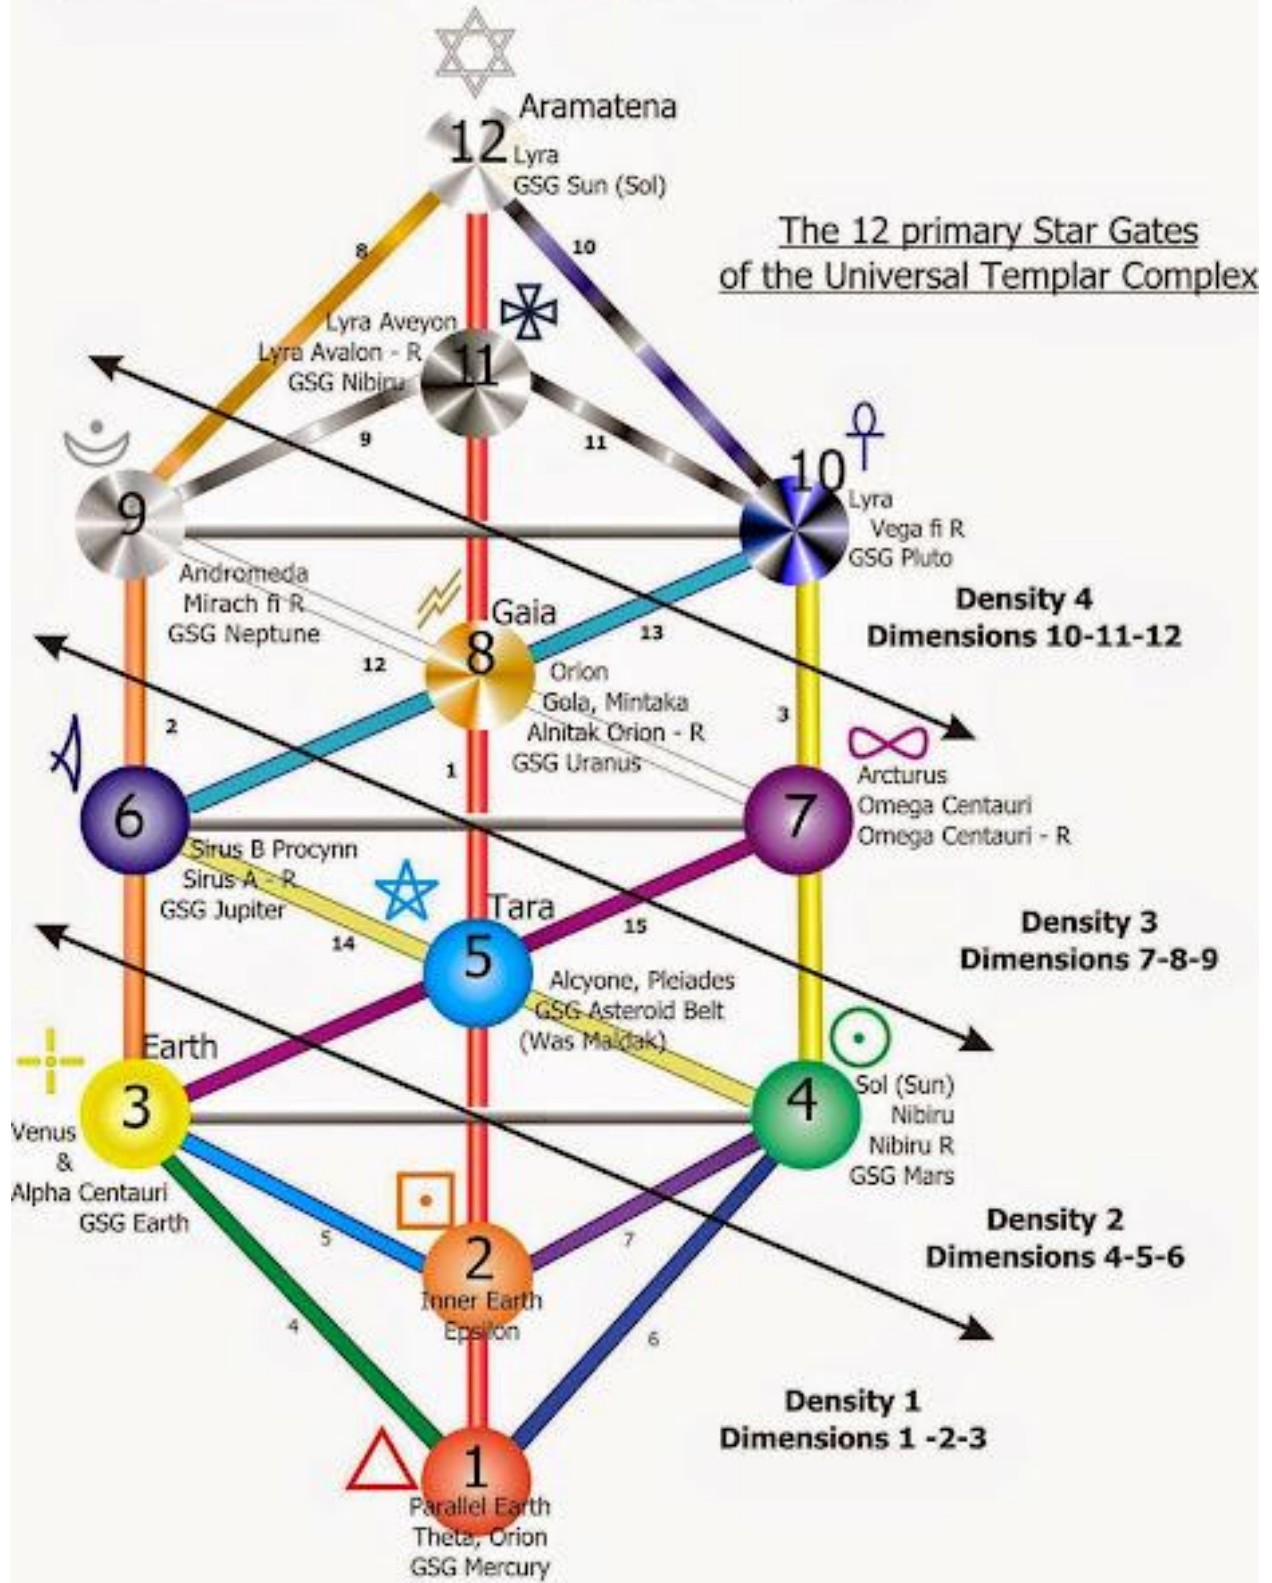 Aramatena
12
Lyra
GSG Sun (Sol)
The 12 primary Star Gates
of the Universal Templar Complex
8
10
Lyra Aveyon
Lyra Avalon - R
GSG Nibiru
11
9
11
10
Lyra
Vega fi R
GSG Pluto
9
Andromeda
Mirach fi R
GSG Neptune
Gaia
8
Orion
Gola, Mintaka
Alnitak Orion - R
GSG Uranus
12
13
Density 4
Dimensions 10-11-12
2
1
3
6
Sirus B Procynn
Sirus A - R
GSG Jupiter
7
Arcturus
Omega Centauri
Omega Centauri - R
14
15
Tara
5
Alcyone, Pleiades
GSG Asteroid Belt
(Was Maldak)
Density 3
Dimensions 7-8-9
Earth
3
Venus
&
Alpha Centauri
GSG Earth
4
Sol (Sun)
Nibiru
Nibiru R
GSG Mars
Density 2
Dimensions 4-5-6
5
7
2
Inner Earth
Epsilon
4
6
Density 1
Dimensions 1 -2-3
1
Parallel Earth
Theta, Orion
GSG Mercury